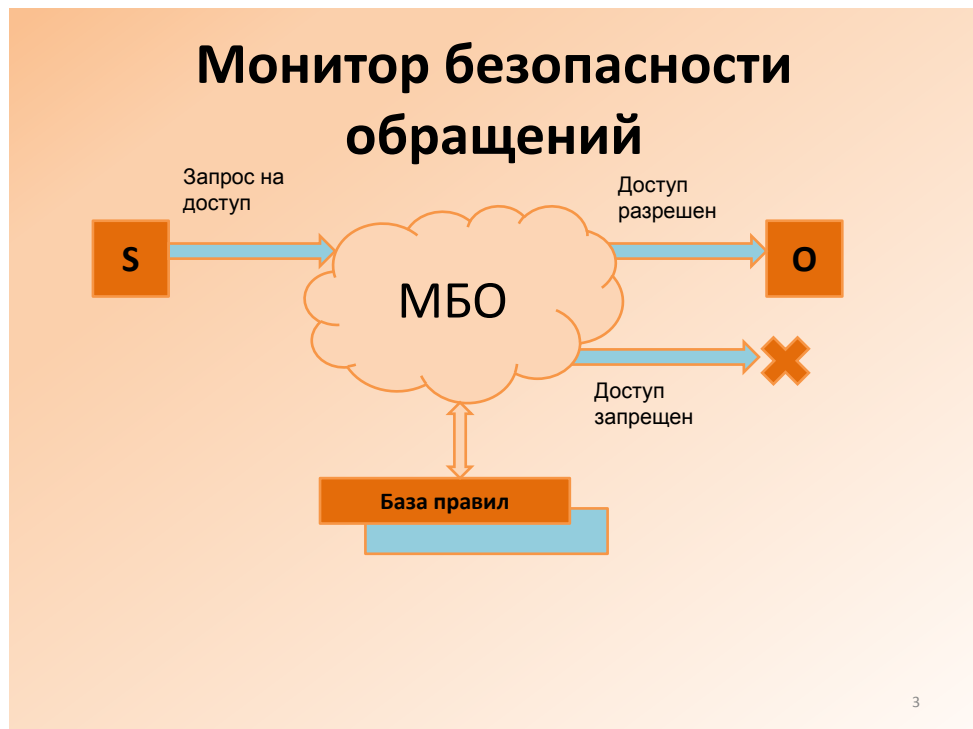 Монитор безопасности
обращений
Запрос на
доступ
Доступ
разрешен
S
О
МБО
Доступ
запрещен
База правил
3